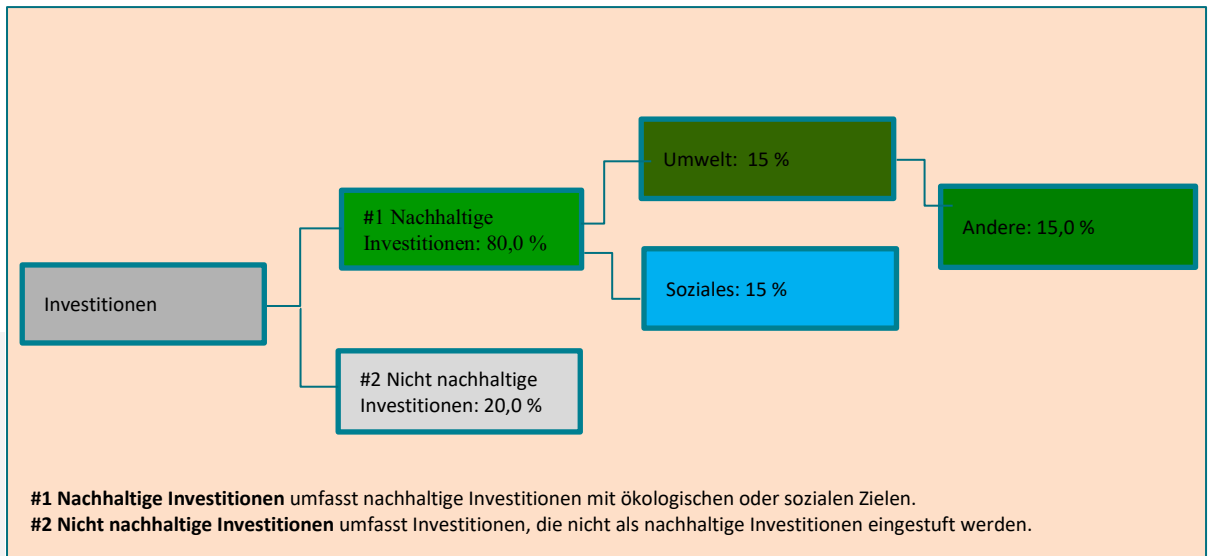 Umwelt: 15 %
#1 Nachhaltige
Investitionen: 80,0 %
Andere: 15,0 %
Soziales: 15 %
Investitionen
#2 Nicht nachhaltige
Investitionen: 20,0 %
#1 Nachhaltige Investitionen umfasst nachhaltige Investitionen mit ökologischen oder sozialen Zielen.
#2 Nicht nachhaltige Investitionen umfasst Investitionen, die nicht als nachhaltige Investitionen eingestuft werden.